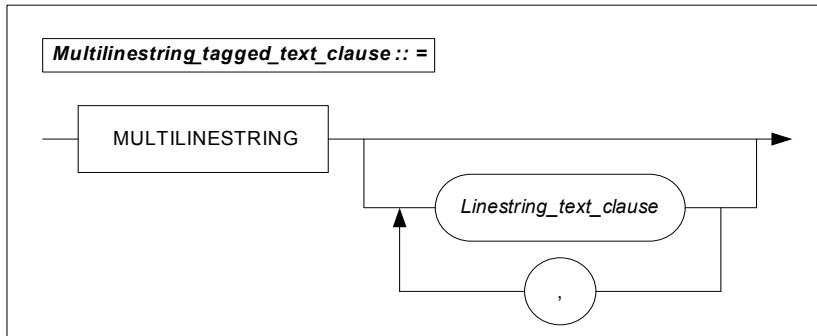 Multilinestring_tagged_text_clause :: =
MULTILINESTRING
Linestring_text_clause
,